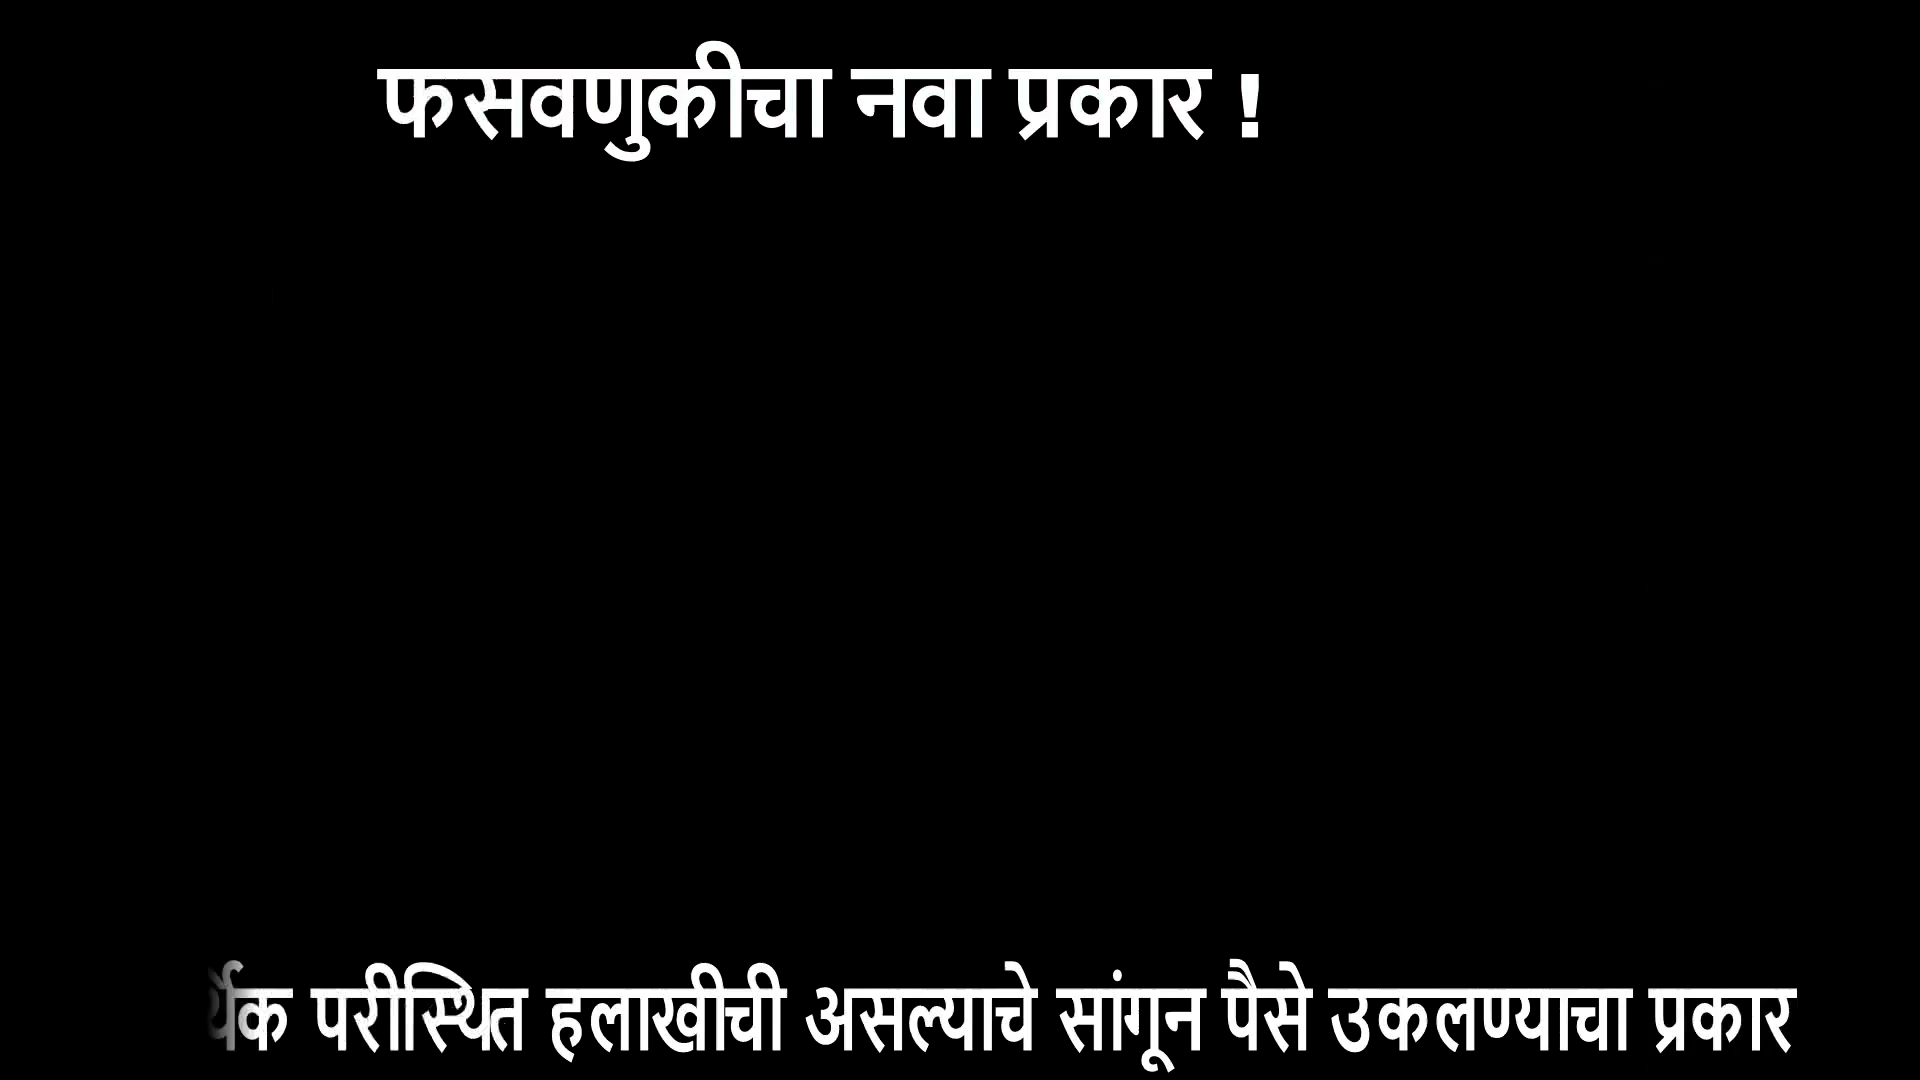 फसवणुकीचा नवा प्रकार !
परीस्थित हलाखीची असल्याचे सांगून पैसे उकलण्याचा प्रकार